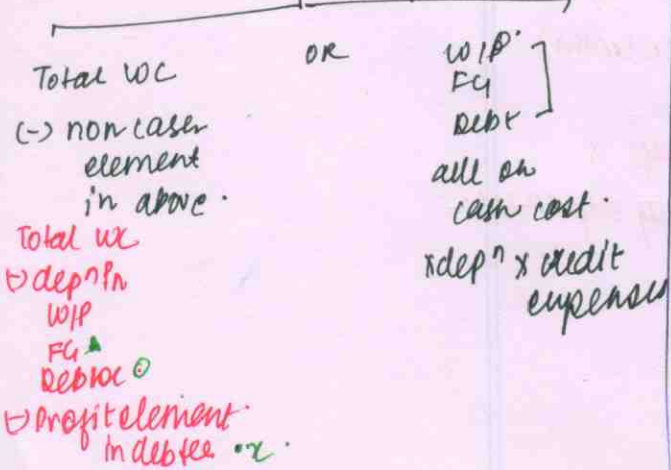 Total WC
(-) non cash
element
in above.
Total WC
(-) depⁿ in
WIP
FG
Debtor
(-) Profit element
in debtee x.
OR
WIP
FG
Debt
all on
cash cost.
x depⁿ x credit
expenses